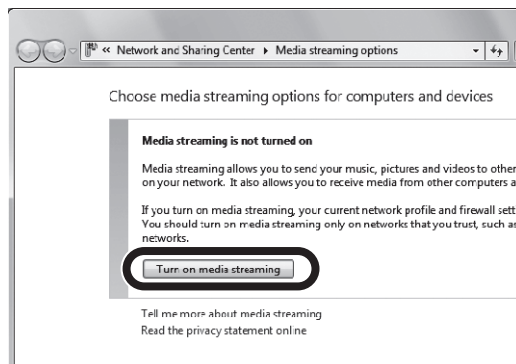 « Network and Sharing Center ▸ Media streaming options
Choose media streaming options for computers and devices
Media streaming is not turned on
Media streaming allows you to send your music, pictures and videos to other
on your network. It also allows you to receive media from other computers a
If you turn on media streaming, your current network profile and firewall sett
You should turn on media streaming only on networks that you trust, such as
networks.
Turn on media streaming
Tell me more about media streaming
Read the privacy statement online